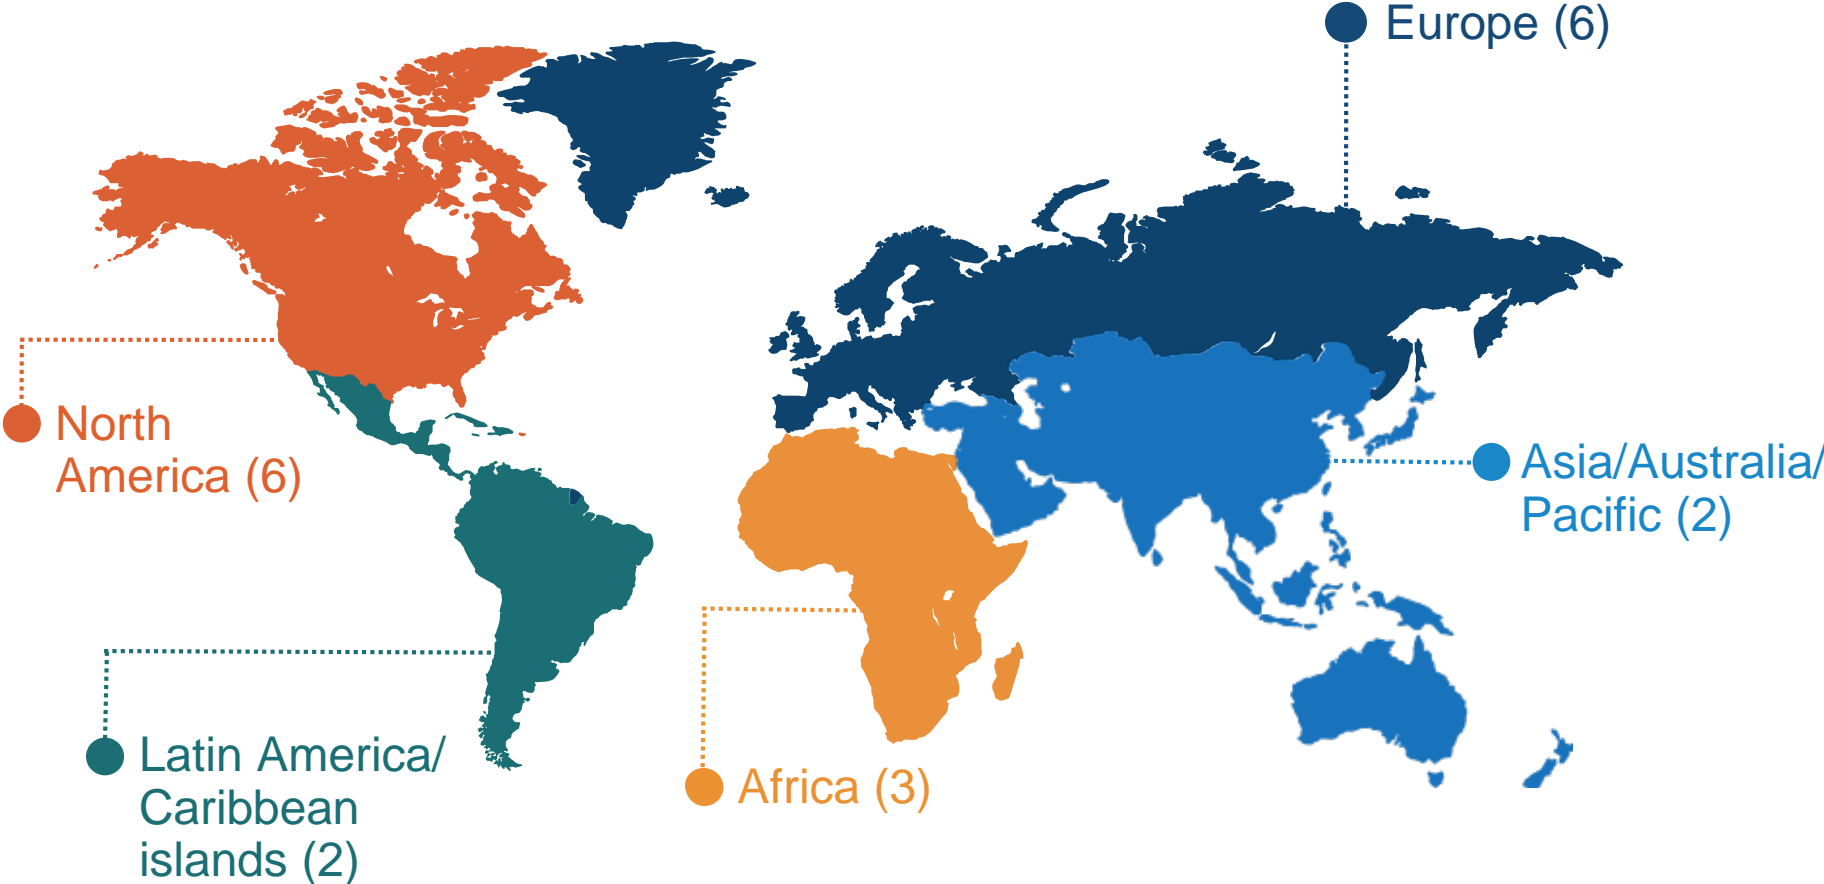 Europe (6)
North
America (6)
Asia/Australia/
Pacific (2)
Latin America/
Caribbean
islands (2)
Africa (3)